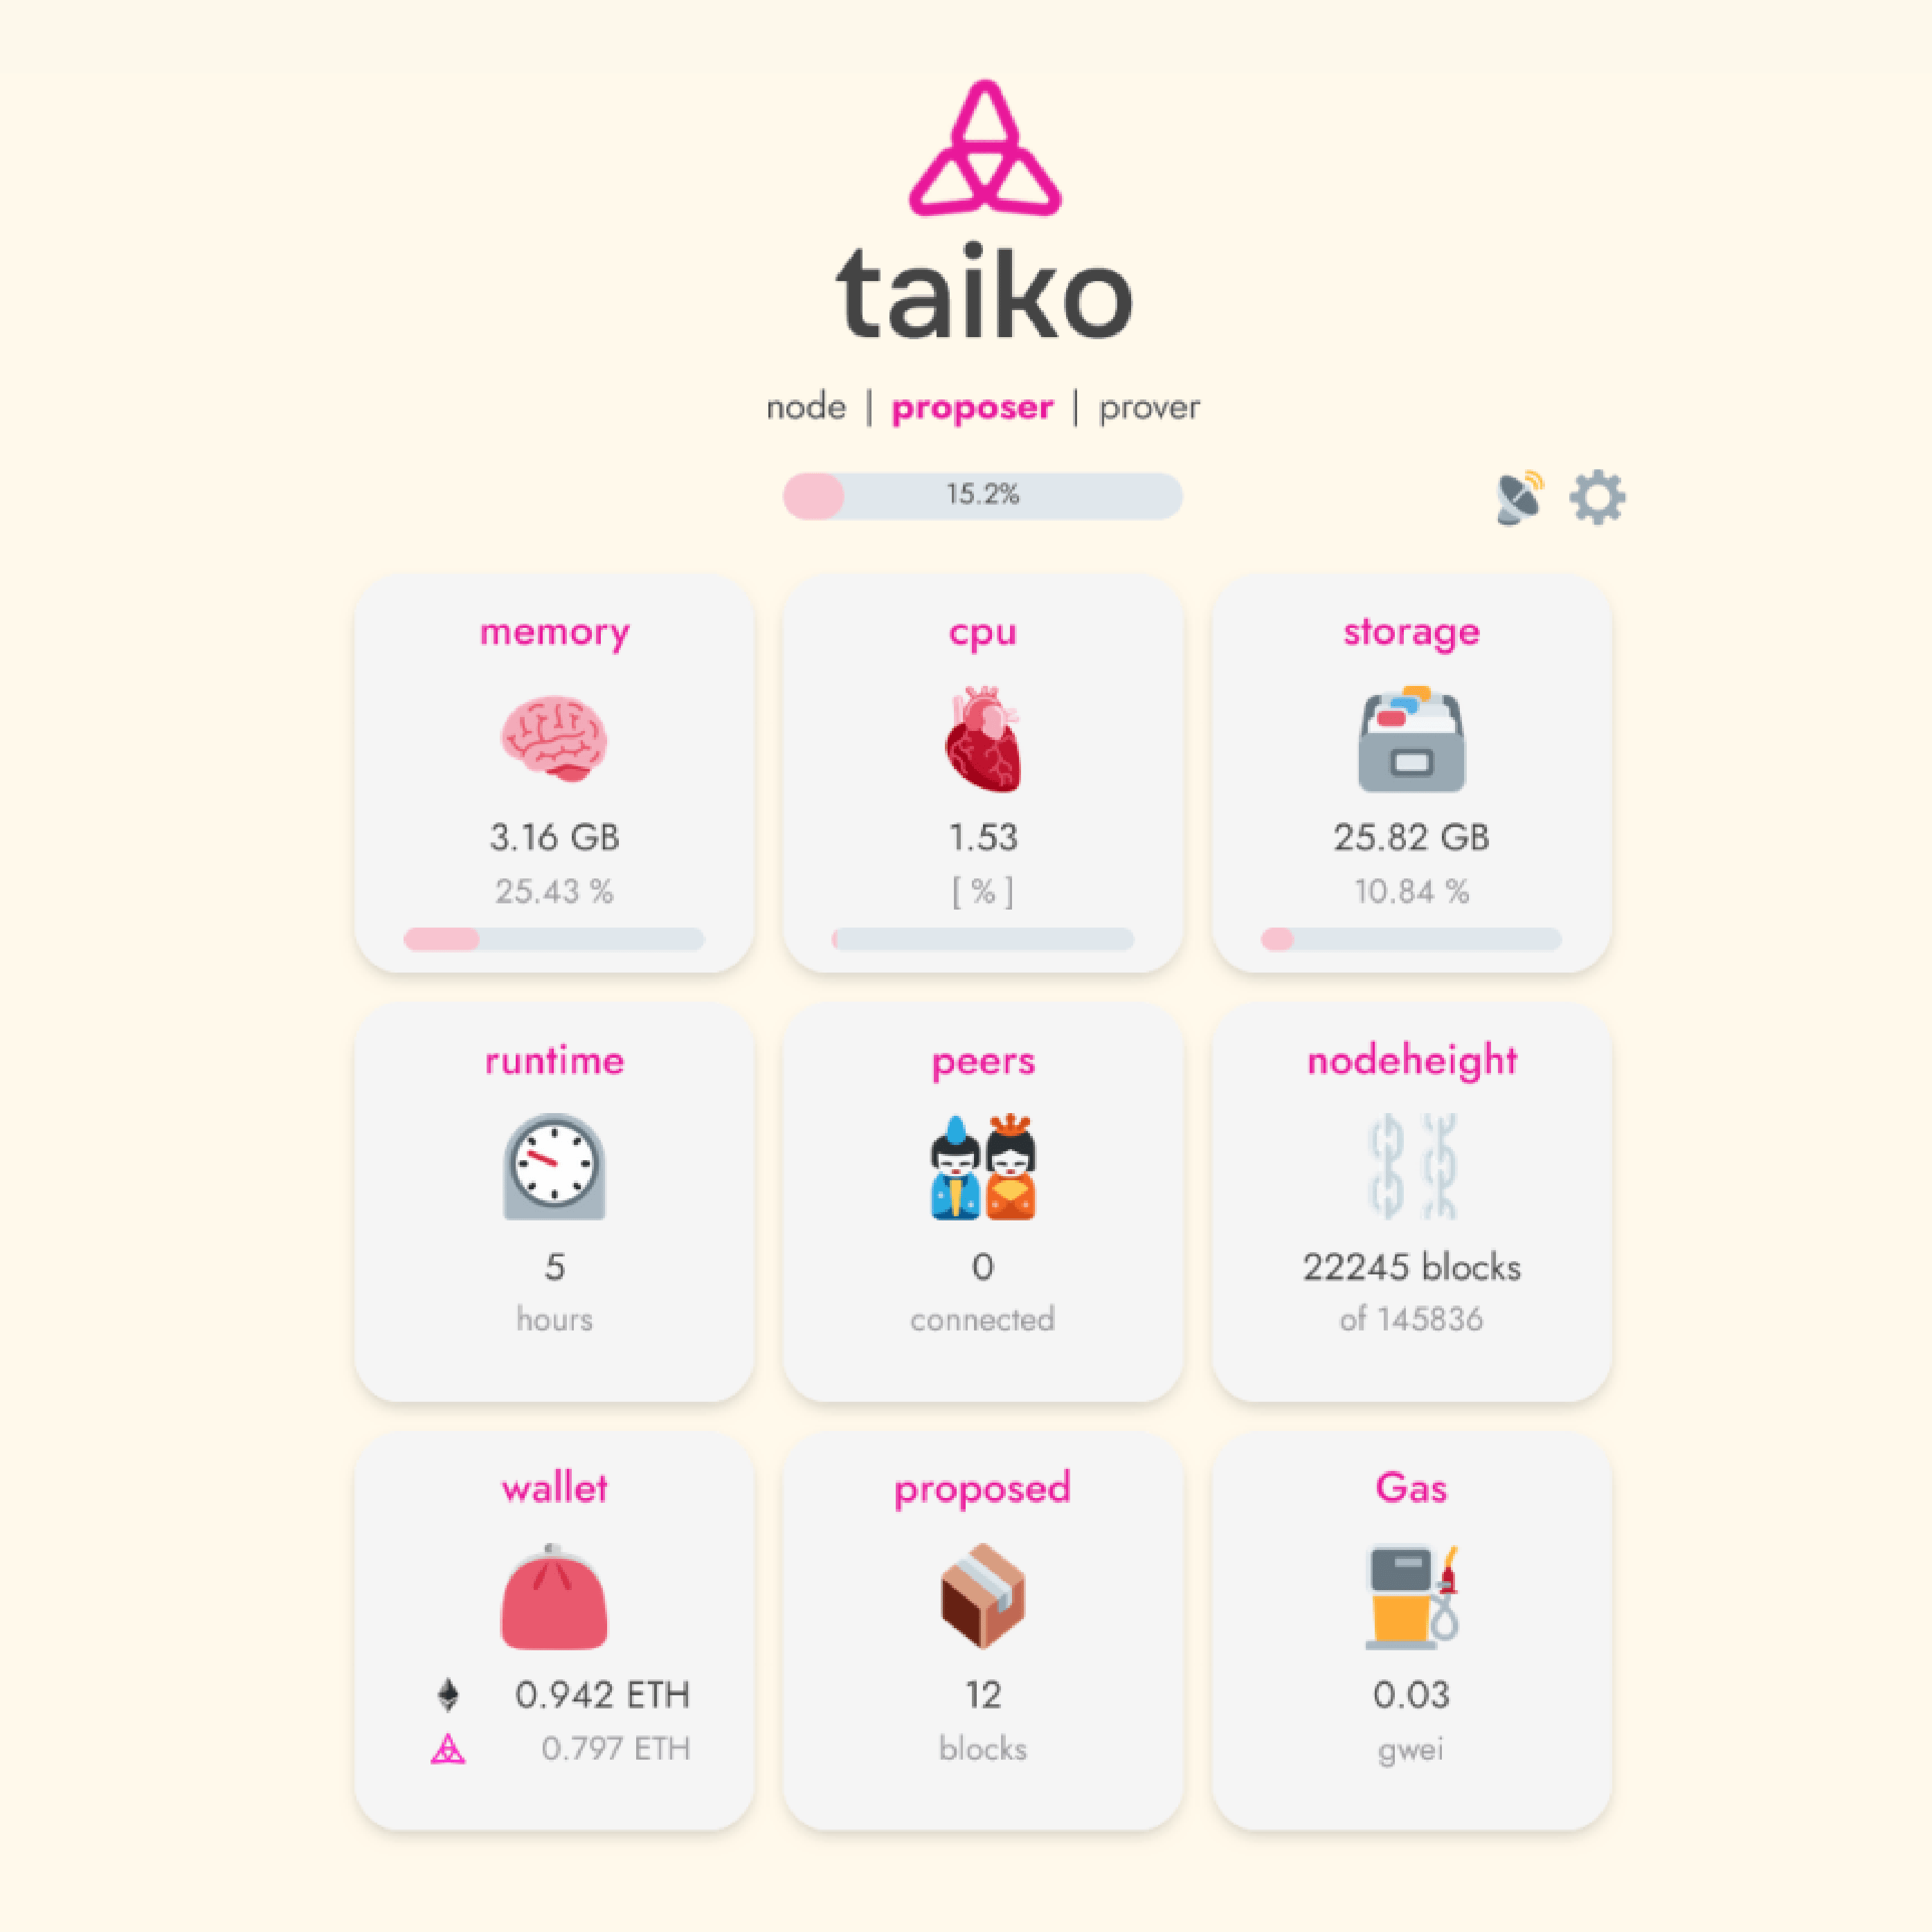 taiko
node | proposer | prover
15.2%
memory
3.16 GB
25.43 %
cpu
1.53
[ % ]
storage
25.82 GB
10.84 %
runtime
5
hours
peers
0
connected
nodeheight
22245 blocks
of 145836
wallet
0.942 ETH
0.797 ETH
proposed
12
blocks
Gas
0.03
gwei